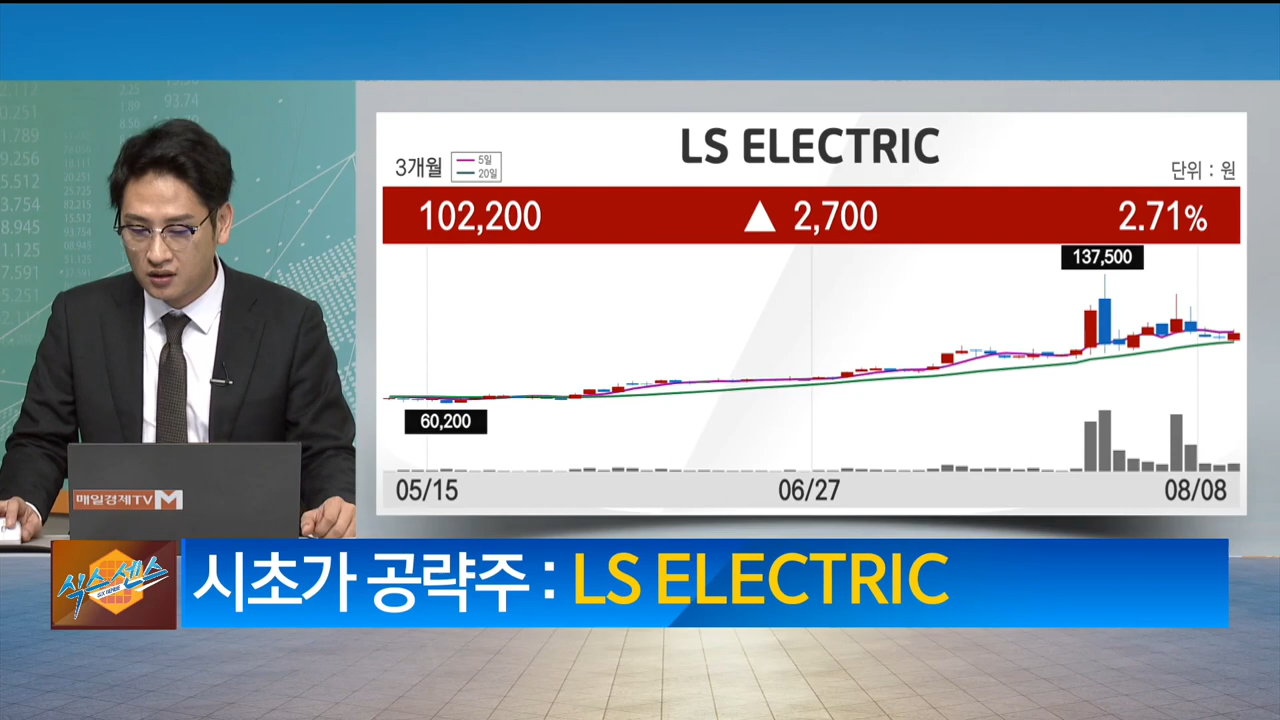 LS ELECTRIC
3개월
5일
20일
단위 : 원
102,200 ▲ 2,700 2.71%
137,500
60,200
05/15 06/27 08/08
매일경제TV M
식스센스
SIX SENSE
시초가 공략주 : LS ELECTRIC